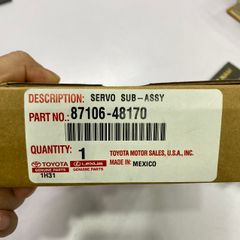 DESCRIPTION: SERVO SUB-ASSY
PART NO.: 87106-48170
QUANTITY: 1
TOYOTA MOTOR SALES, U.S.A., INC.
MADE IN: MEXICO
TOYOTA LEXUS
GENUINE PARTS GENUINE PARTS
1H31